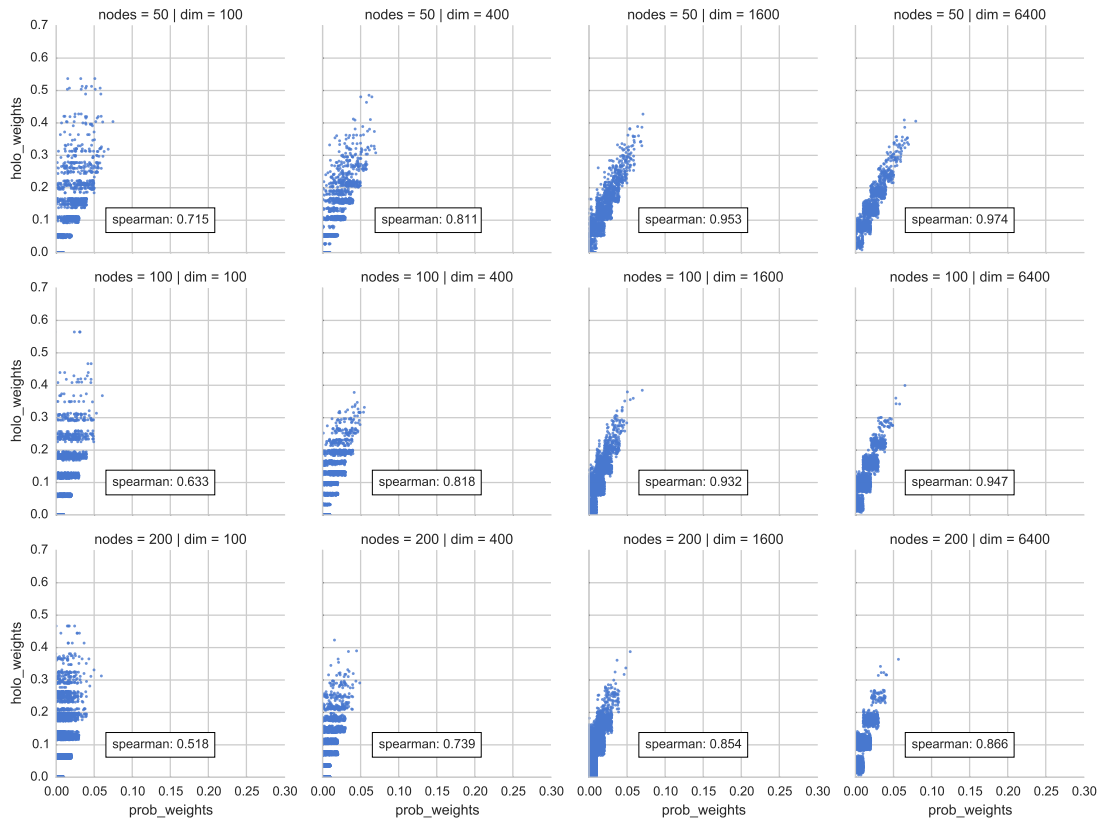 nodes = 50 | dim = 100
nodes = 50 | dim = 400
nodes = 50 | dim = 1600
nodes = 50 | dim = 6400
0.7
0.6
0.5
0.4
0.3
0.2
0.1
0.0
holo_weights
spearman: 0.715
spearman: 0.811
spearman: 0.953
spearman: 0.974
nodes = 100 | dim = 100
nodes = 100 | dim = 400
nodes = 100 | dim = 1600
nodes = 100 | dim = 6400
0.7
0.6
0.5
0.4
0.3
0.2
0.1
0.0
holo_weights
spearman: 0.633
spearman: 0.818
spearman: 0.932
spearman: 0.947
nodes = 200 | dim = 100
nodes = 200 | dim = 400
nodes = 200 | dim = 1600
nodes = 200 | dim = 6400
0.7
0.6
0.5
0.4
0.3
0.2
0.1
0.0
holo_weights
spearman: 0.518
spearman: 0.739
spearman: 0.854
spearman: 0.866
0.00 0.05 0.10 0.15 0.20 0.25 0.30
0.00 0.05 0.10 0.15 0.20 0.25 0.30
0.00 0.05 0.10 0.15 0.20 0.25 0.30
0.00 0.05 0.10 0.15 0.20 0.25 0.30
prob_weights
prob_weights
prob_weights
prob_weights